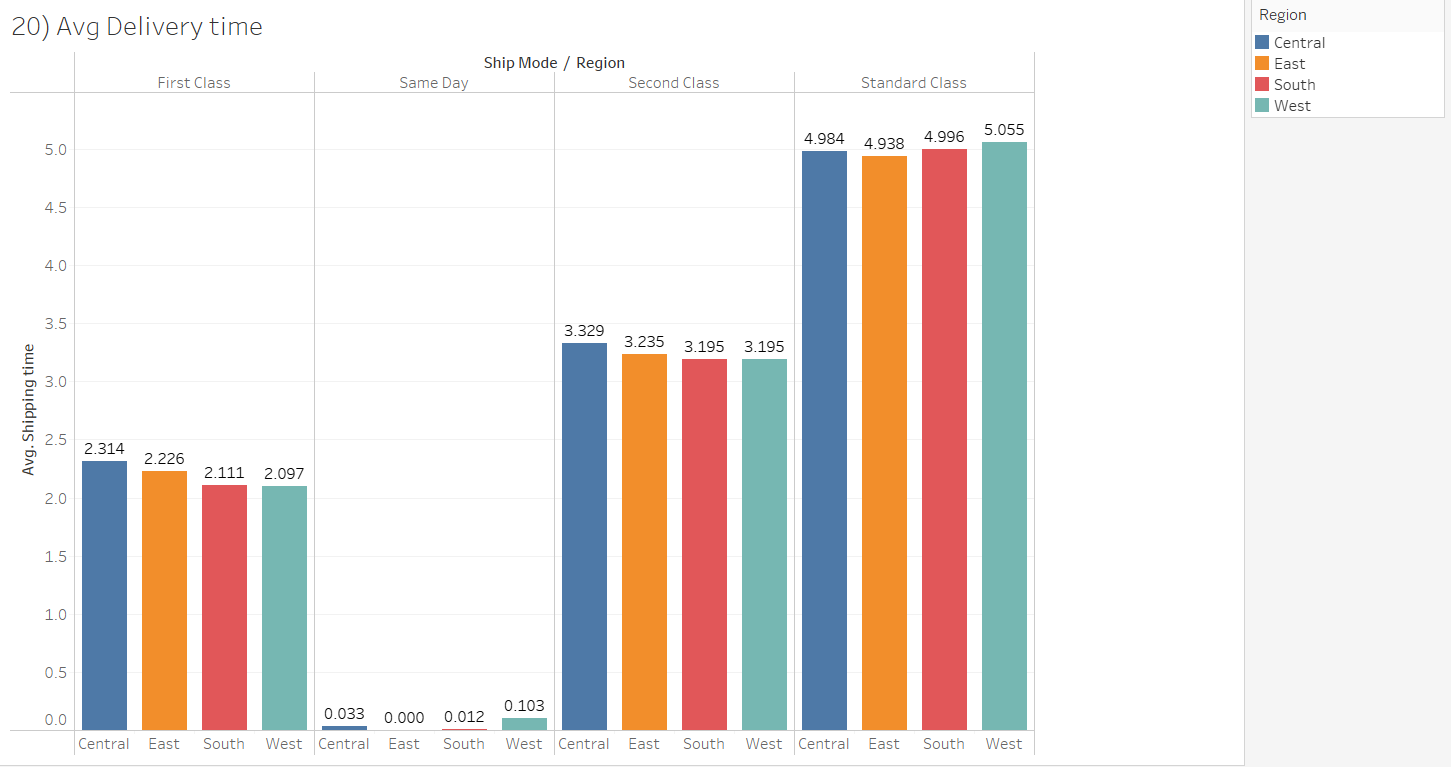 20) Avg Delivery time
Ship Mode / Region
First Class
Same Day
Second Class
Standard Class
Avg. Shipping time
5.0
4.5
4.0
3.5
3.0
2.5
2.0
1.5
1.0
0.5
0.0
2.314
2.226
2.111
2.097
0.033
0.000
0.012
0.103
3.329
3.235
3.195
3.195
4.984
4.938
4.996
5.055
Central
East
South
West
Central
East
South
West
Central
East
South
West
Central
East
South
West
Region
Central
East
South
West